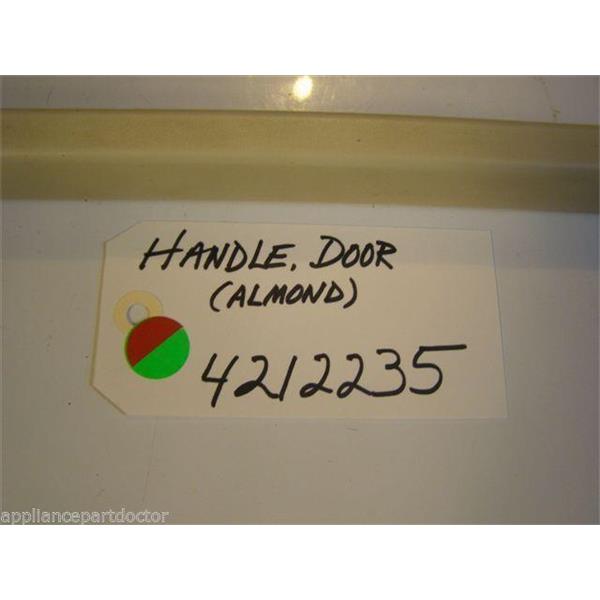 HANDLE, DOOR
(ALMOND)
4212235
appliancepartdoctor